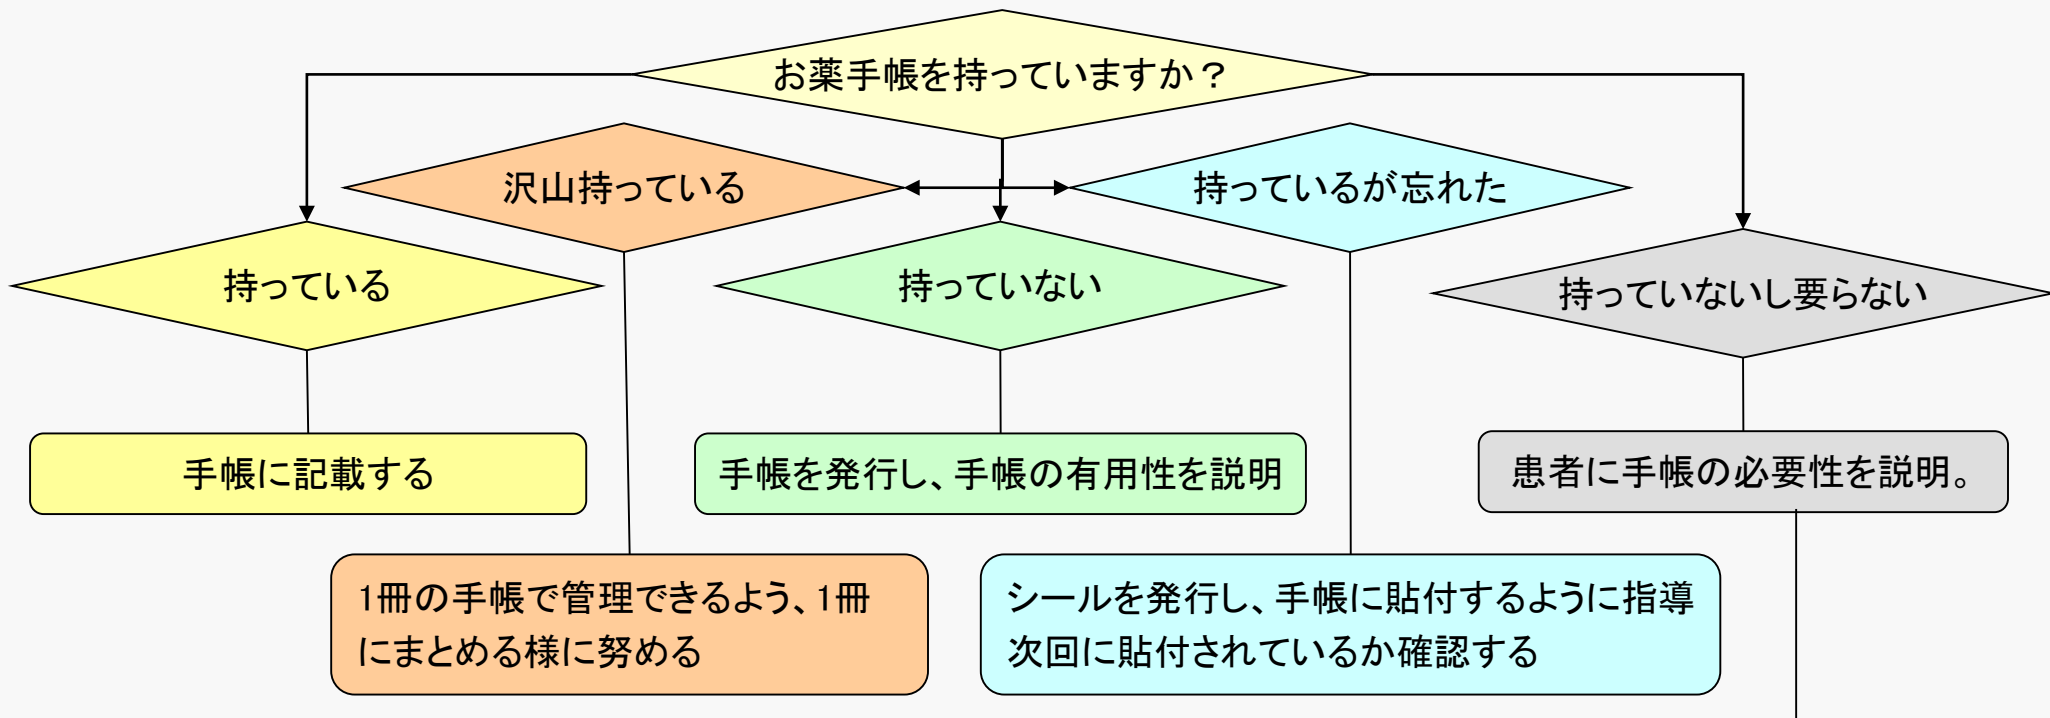 お薬手帳を持っていますか？
沢山持っている
持っているが忘れた
持っている
持っていない
持っていないし要らない
手帳に記載する
手帳を発行し、手帳の有用性を説明
患者に手帳の必要性を説明。
1冊の手帳で管理できるよう、1冊
にまとめる様に努める
シールを発行し、手帳に貼付するように指導
次回に貼付されているか確認する